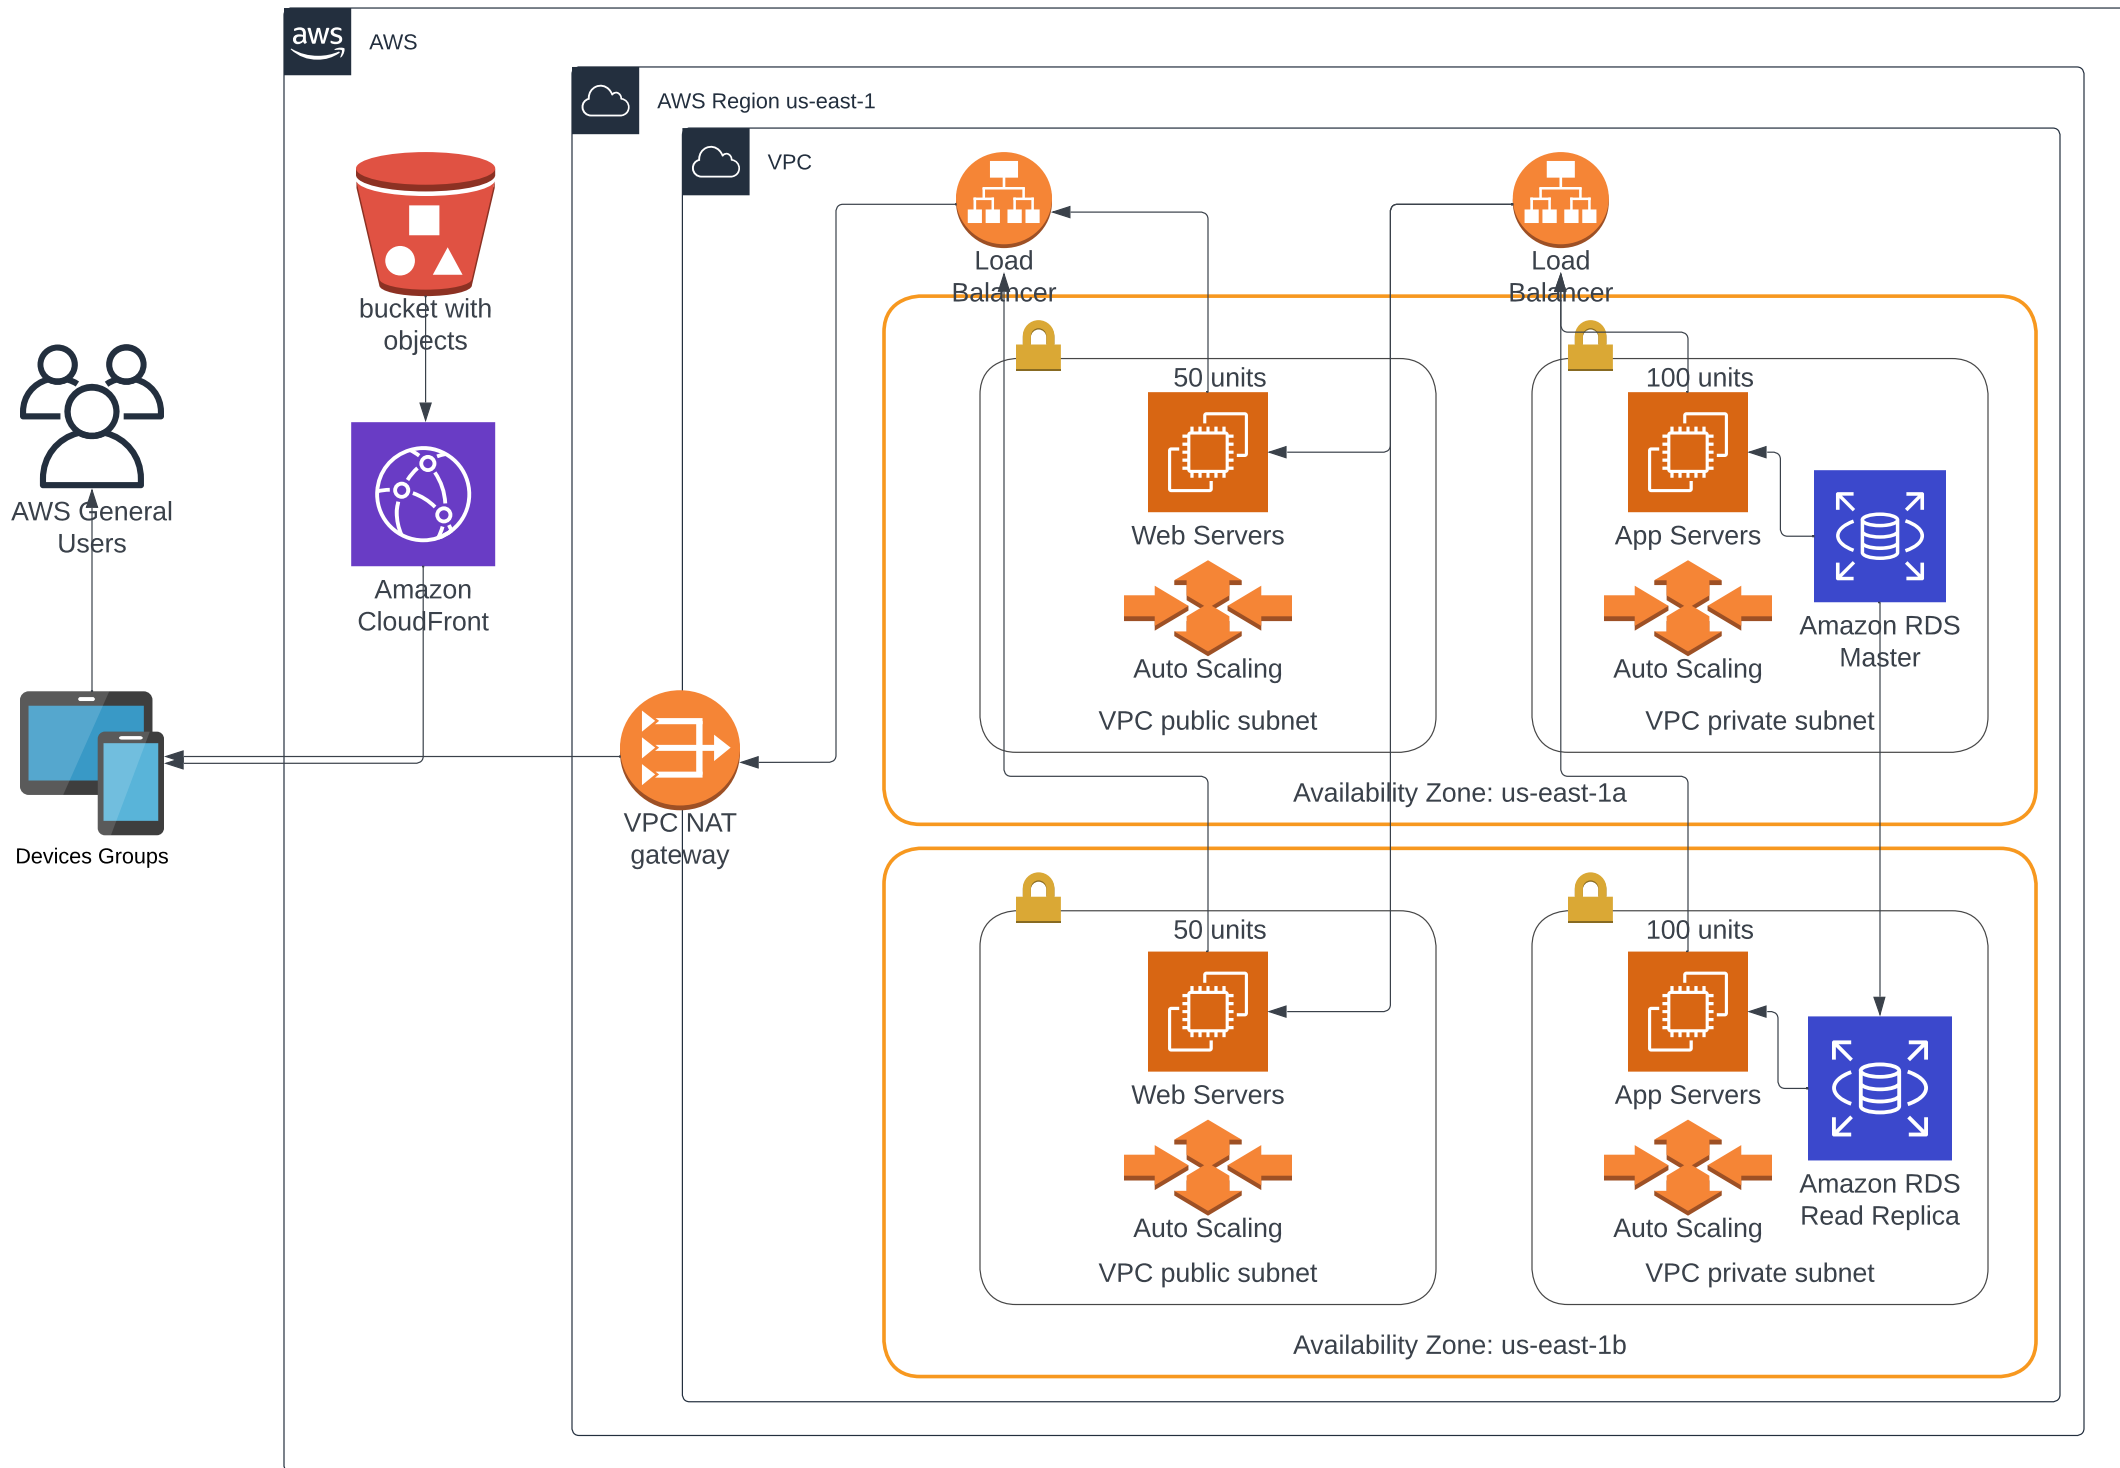 aws
AWS
AWS Region us-east-1
VPC
bucket with
objects
AWS General
Users
Amazon
CloudFront
Devices Groups
VPC NAT
gateway
Load
Balancer
Load
Balancer
50 units
Web Servers
Auto Scaling
VPC public subnet
100 units
App Servers
Auto Scaling
Amazon RDS
Master
VPC private subnet
Availability Zone: us-east-1a
50 units
Web Servers
Auto Scaling
VPC public subnet
100 units
App Servers
Auto Scaling
Amazon RDS
Read Replica
VPC private subnet
Availability Zone: us-east-1b